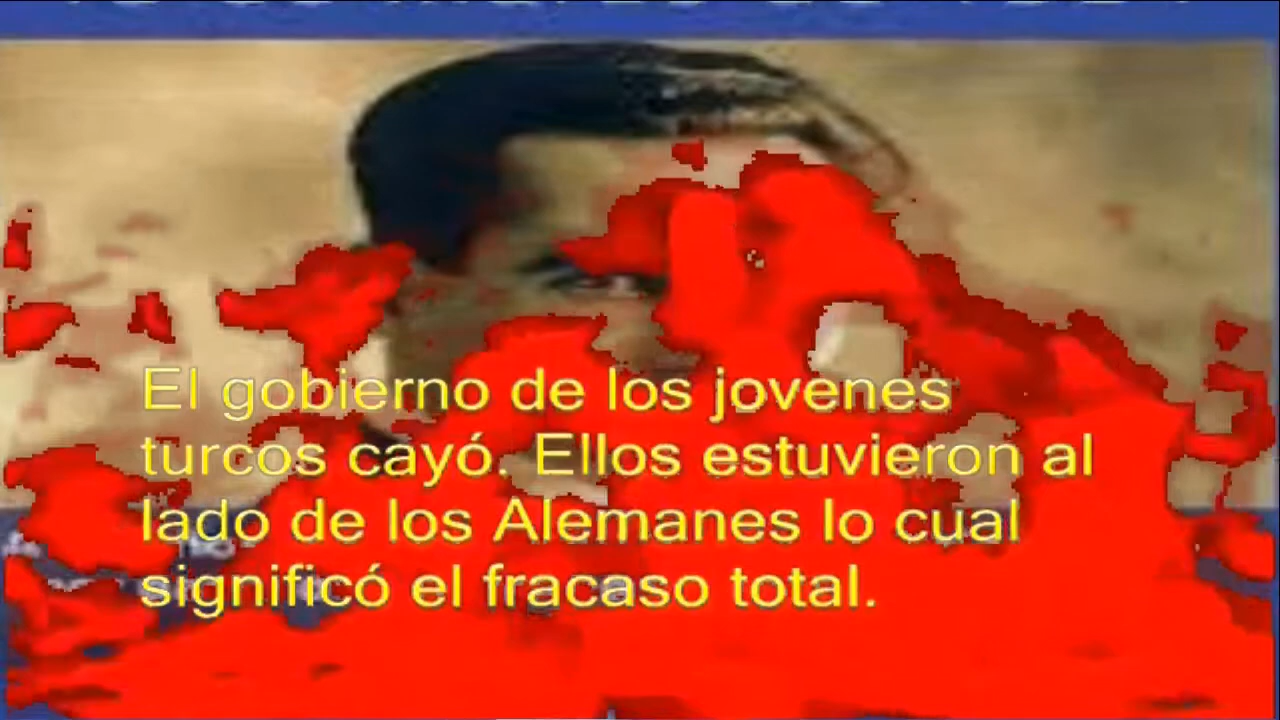 El gobierno de los jovenes
turcos cayó. Ellos estuvieron al
lado de los Alemanes lo cual
significó el fracaso total.